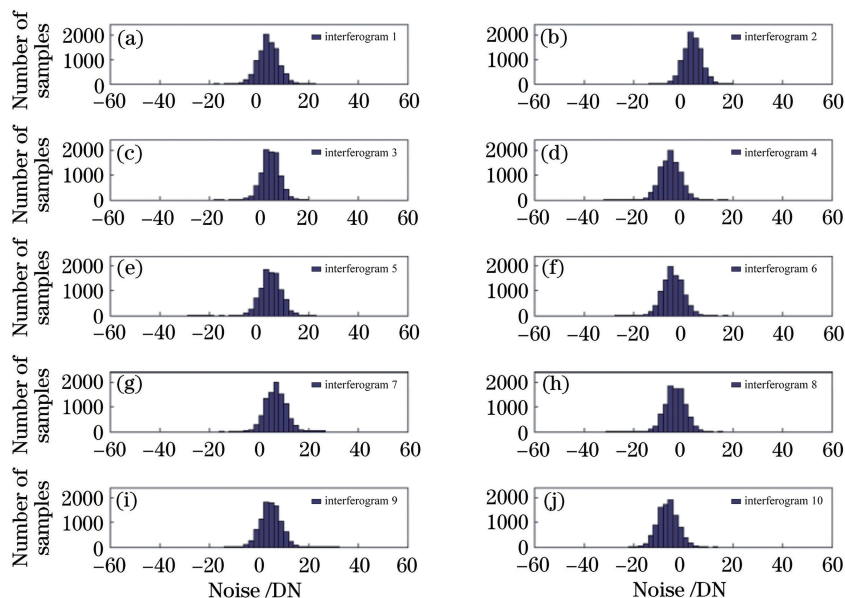 Number of
samples
2000
1000
0
(a)
interferogram 1
−60 −40 −20 0 20 40 60
2000
1000
0
(b)
interferogram 2
−60 −40 −20 0 20 40 60
Number of
samples
2000
1000
0
(c)
interferogram 3
−60 −40 −20 0 20 40 60
2000
1000
0
(d)
interferogram 4
−60 −40 −20 0 20 40 60
Number of
samples
2000
1000
0
(e)
interferogram 5
−60 −40 −20 0 20 40 60
2000
1000
0
(f)
interferogram 6
−60 −40 −20 0 20 40 60
Number of
samples
2000
1000
0
(g)
interferogram 7
−60 −40 −20 0 20 40 60
2000
1000
0
(h)
interferogram 8
−60 −40 −20 0 20 40 60
Number of
samples
2000
1000
0
(i)
interferogram 9
−60 −40 −20 0 20 40 60
Noise /DN
2000
1000
0
(j)
interferogram 10
−60 −40 −20 0 20 40 60
Noise /DN